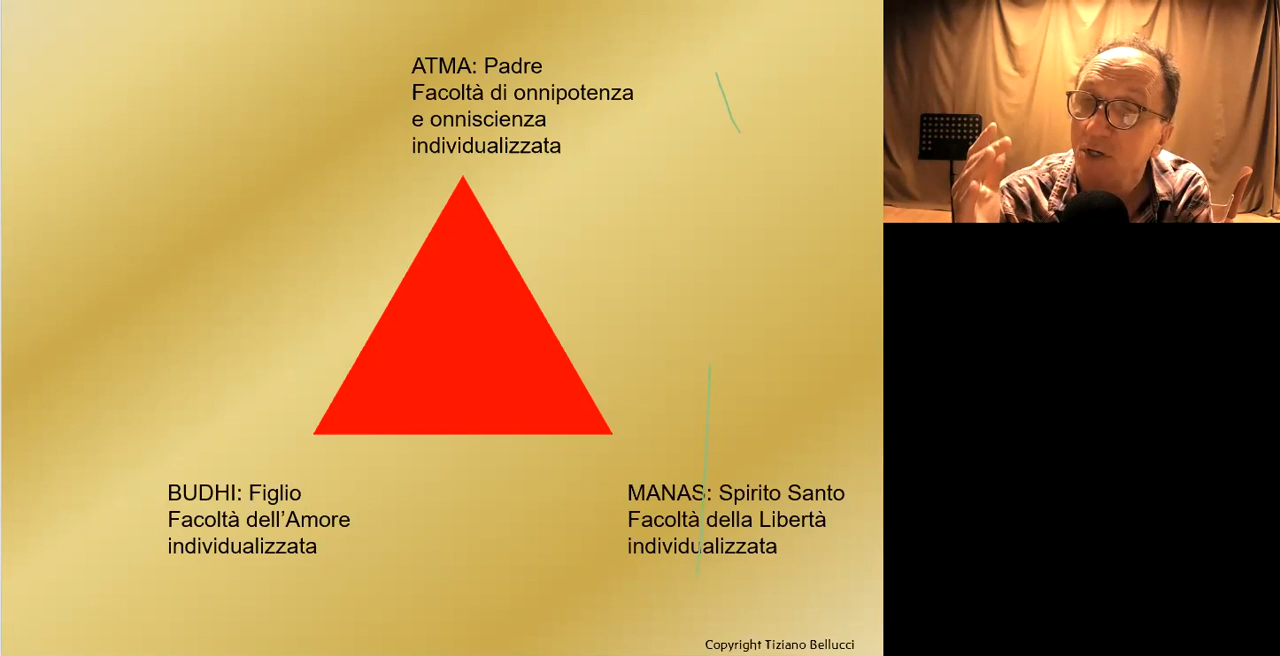 ATMA: Padre
Facoltà di onnipotenza
e onniscienza
individualizzata
BUDHI: Figlio
Facoltà dell’Amore
individualizzata
MANAS: Spirito Santo
Facoltà della Libertà
individualizzata
Copyright Tiziano Bellucci